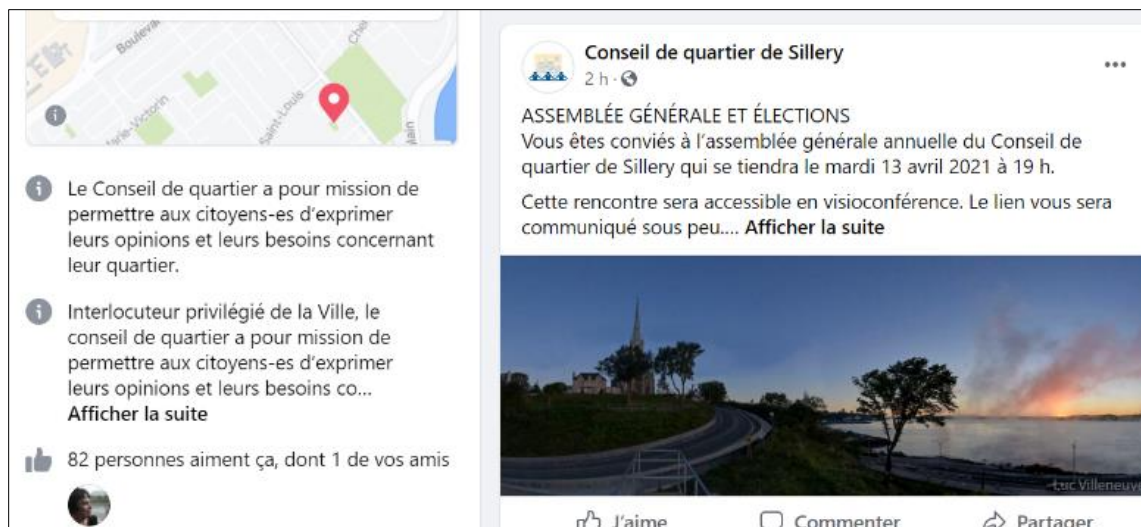 Boulevar
Che
Marie-Victorin
Saint-Louis
Main
Le Conseil de quartier a pour mission de
permettre aux citoyens-es d'exprimer
leurs opinions et leurs besoins concernant
leur quartier.
Interlocuteur privilégié de la Ville, le
conseil de quartier a pour mission de
permettre aux citoyens-es d'exprimer
leurs opinions et leurs besoins co...
Afficher la suite
82 personnes aiment ça, dont 1 de vos amis
Conseil de quartier de Sillery
2 h ·
ASSEMBLÉE GÉNÉRALE ET ÉLECTIONS
Vous êtes conviés à l'assemblée générale annuelle du Conseil de
quartier de Sillery qui se tiendra le mardi 13 avril 2021 à 19 h.
Cette rencontre sera accessible en visioconférence. Le lien vous sera
communiqué sous peu.... Afficher la suite
Luc Villeneuve
J'aime
Commenter
Partager